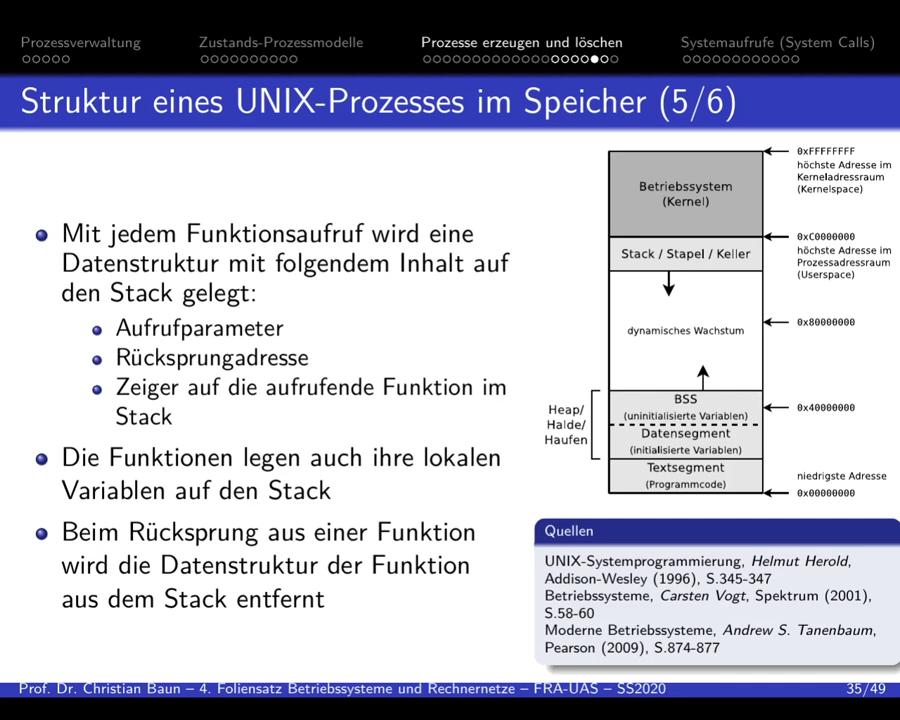 Prozessverwaltung
Zustands-Prozessmodelle
Prozesse erzeugen und löschen
Systemaufrufe (System Calls)
Struktur eines UNIX-Prozesses im Speicher (5/6)
Mit jedem Funktionsaufruf wird eine
Datenstruktur mit folgendem Inhalt auf
den Stack gelegt:
Aufrufparameter
Rücksprungadresse
Zeiger auf die aufrufende Funktion im
Stack
Die Funktionen legen auch ihre lokalen
Variablen auf den Stack
Beim Rücksprung aus einer Funktion
wird die Datenstruktur der Funktion
aus dem Stack entfernt
Betriebssystem
(Kernel)
Stack / Stapel / Keller
dynamisches Wachstum
BSS
(uninitialisierte Variablen)
Datensegment
(initialisierte Variablen)
Textsegment
(Programmcode)
Heap/
Halde/
Haufen
0xFFFFFFFF
höchste Adresse im
Kerneladressraum
(Kernelspace)
0xC0000000
höchste Adresse im
Prozessadressraum
(Userspace)
0x80000000
0x40000000
niedrigste Adresse
0x00000000
Quellen
UNIX-Systemprogrammierung, Helmut Herold,
Addison-Wesley (1996), S.345-347
Betriebssysteme, Carsten Vogt, Spektrum (2001),
S.58-60
Moderne Betriebssysteme, Andrew S. Tanenbaum,
Pearson (2009), S.874-877
Prof. Dr. Christian Baun – 4. Foliensatz Betriebssysteme und Rechnernetze – FRA-UAS – SS2020
35/49